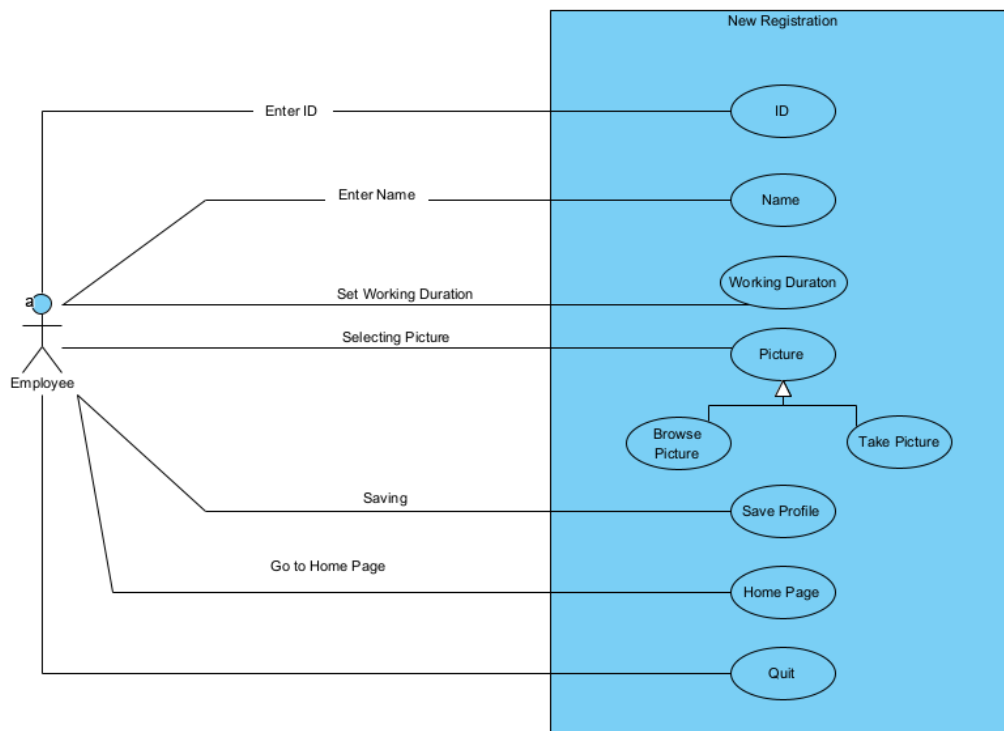 New Registration
Enter ID
ID
Enter Name
Name
Working Duraton
a
Set Working Duration
Selecting Picture
Picture
Employee
Browse
Picture
Take Picture
Saving
Save Profile
Go to Home Page
Home Page
Quit